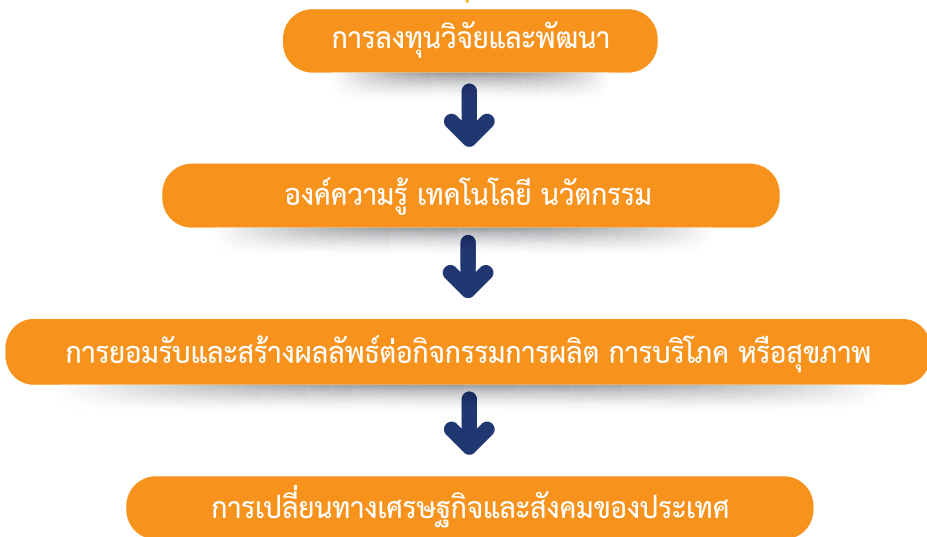 การลงทุนวิจัยและพัฒนา
องค์ความรู้ เทคโนโลยี นวัตกรรม
การยอมรับและสร้างผลลัพธ์ต่อกิจกรรมการผลิต การบริโภค หรือสุขภาพ
การเปลี่ยนทางเศรษฐกิจและสังคมของประเทศ